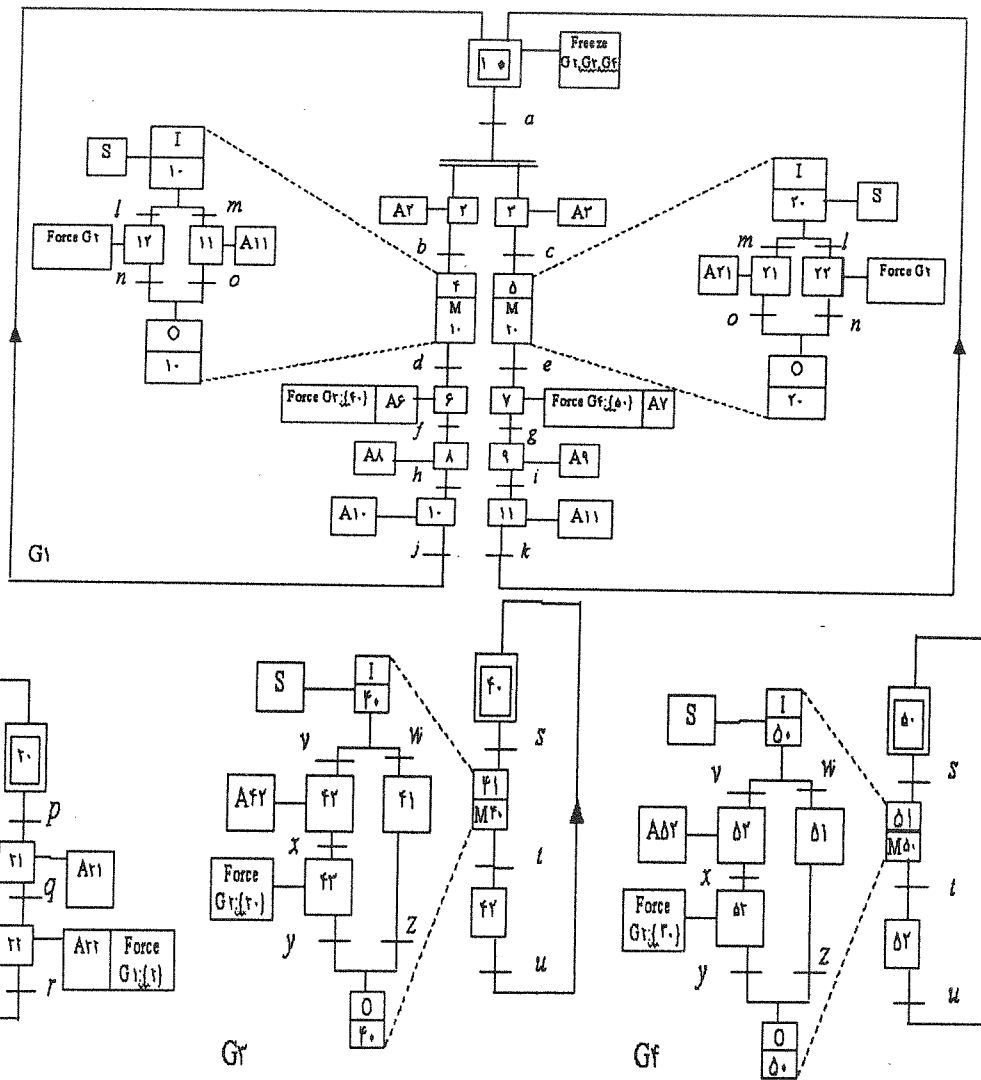 ۱۰
Freeze
G۲,G۳,G۴
a
I
۱۰
S
l
m
Force G۲
۱۲
۱۱
A۱۱
n
o
O
۱۰
A۲
۲
۳
A۳
b
c
۴
M
۱۰
۵
M
۲۰
d
e
I
۲۰
S
m
l
A۲۱
۲۱
۲۲
Force G۲
o
n
O
۲۰
Force G۳:{۴۰}
A۶
۶
۷
Force G۴:{۵۰}
A۷
f
g
A۸
۸
۹
A۹
h
i
A۱۰
۱۰
۱۱
A۱۱
j
k
G۱
۲۰
p
۲۱
A۲۱
q
۲۲
A۲۲
Force
G۱:{۱}
r
S
I
۴۰
v
w
A۴۲
۴۲
۴۱
x
Force
G۲:{۲۰}
۴۳
y
z
O
۴۰
G۳
۴۰
s
۴۱
M۴۰
t
۴۲
u
S
I
۵۰
v
w
A۵۲
۵۲
۵۱
x
Force
۵۳
y
z
O
۵۰
G۴
۵۰
s
۵۱
M۵۰
t
۵۲
u